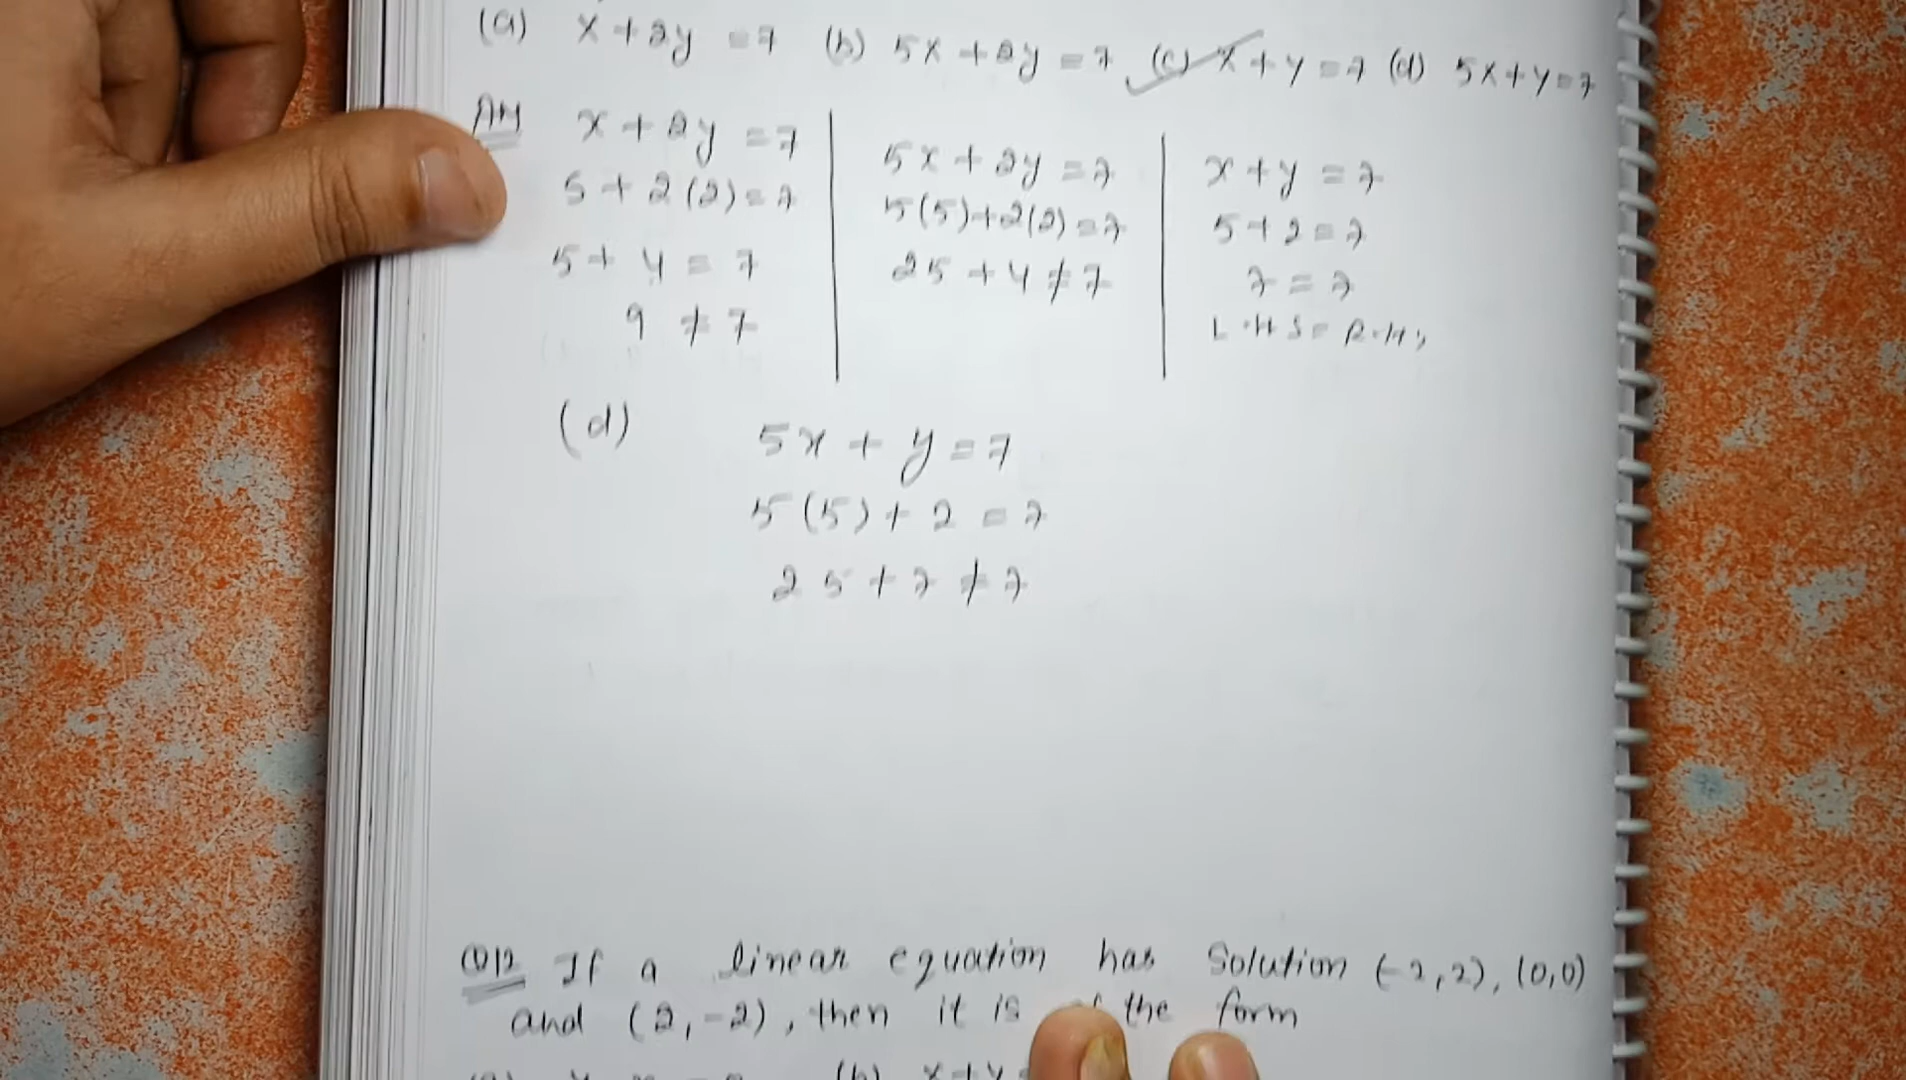 (a) x + 2y = 7 (b) 5x + 2y = 7 (c) x + y = 7 (d) 5x + y = 7
Ans x + 2y = 7
5 + 2(2) = 7
5 + 4 = 7
9 ≠ 7
5x + 2y = 7
5(5) + 2(2) = 7
25 + 4 ≠ 7
x + y = 7
5 + 2 = 7
7 = 7
L.H.S = R.H.S
(d) 5x + y = 7
5(5) + 2 = 7
25 + 2 ≠ 7
Q12 If a linear equation has solution (-2,2), (0,0)
and (2,-2), then it is the form
(b) x + y